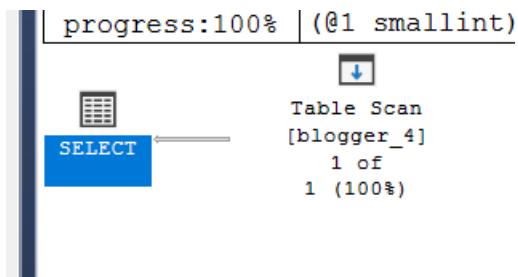 progress:100% (@1 smallint)
Table Scan
[blogger_4]
SELECT
1 of
1 (100%)